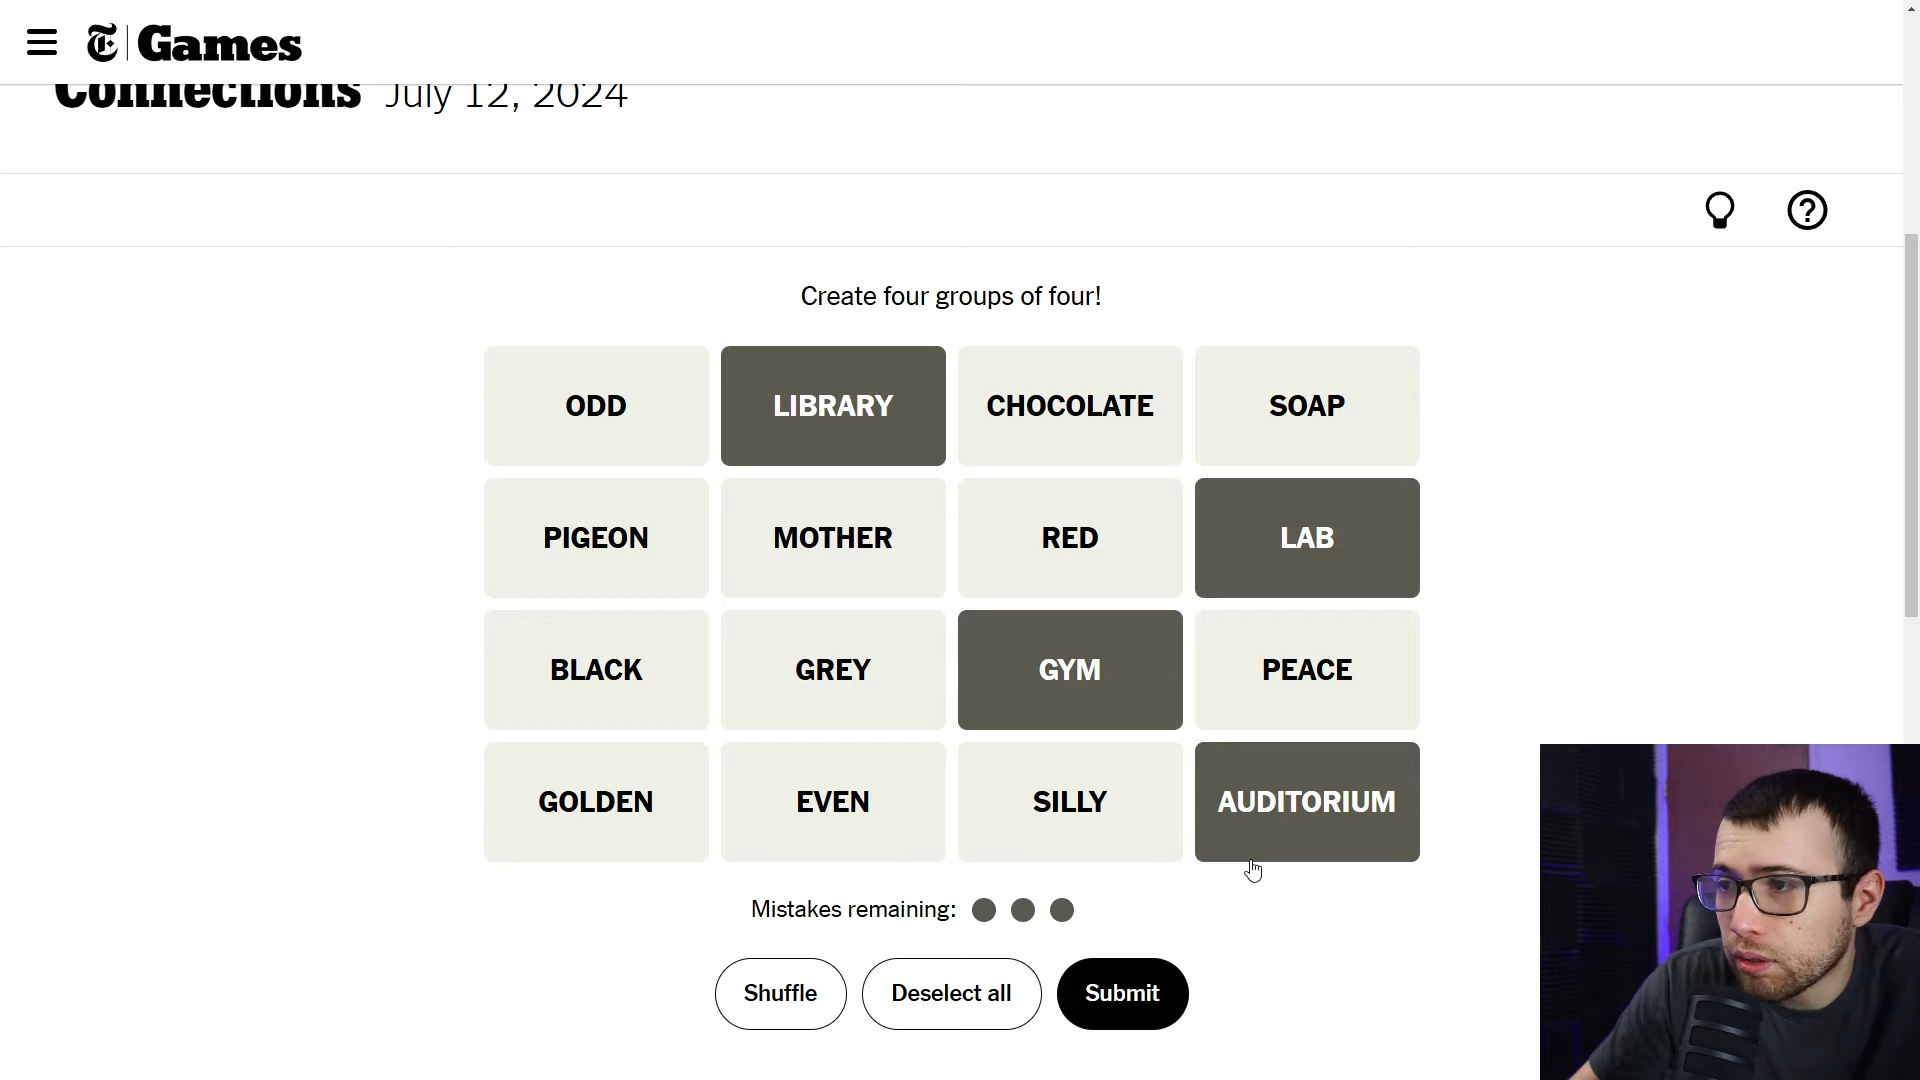 T Games
Connections July 12, 2024
Create four groups of four!
ODD LIBRARY CHOCOLATE SOAP
PIGEON MOTHER RED LAB
BLACK GREY GYM PEACE
GOLDEN EVEN SILLY AUDITORIUM
Mistakes remaining:
Shuffle Deselect all Submit